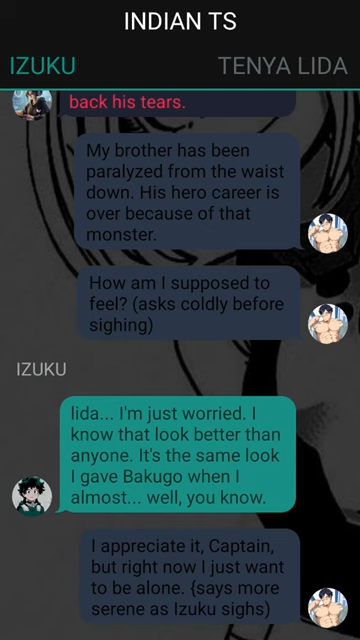 INDIAN TS
IZUKU TENYA LIDA
back his tears.
My brother has been
paralyzed from the waist
down. His hero career is
over because of that
monster.
How am I supposed to
feel? (asks coldly before
sighing)
IZUKU
Iida... I'm just worried. I
know that look better than
anyone. It's the same look
I gave Bakugo when I
almost... well, you know.
I appreciate it, Captain,
but right now I just want
to be alone. {says more
serene as Izuku sighs)